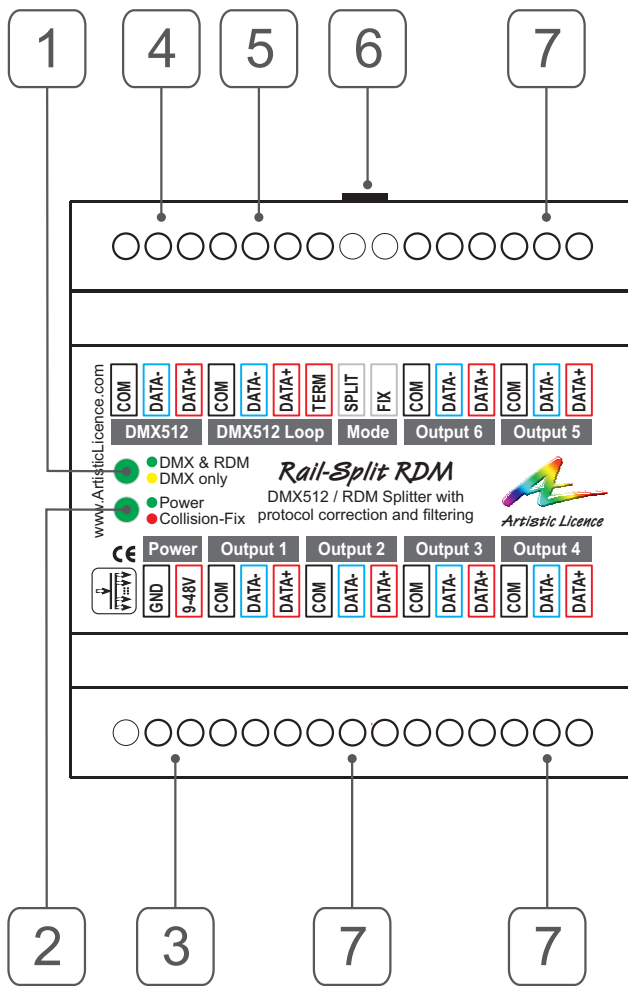 1 4 5 6 7
COM DATA- DATA+ COM DATA- DATA+ TERM SPLIT FIX COM DATA- DATA+ COM DATA- DATA+
DMX512 DMX512 Loop Mode Output 6 Output 5
www.ArtisticLicence.com
DMX & RDM
DMX only
Power
Collision-Fix
Rail-Split RDM
DMX512 / RDM Splitter with
protocol correction and filtering
Artistic Licence
CE Power Output 1 Output 2 Output 3 Output 4
GND 9-48V COM DATA- DATA+ COM DATA- DATA+ COM DATA- DATA+ COM DATA- DATA+
2 3 7 7